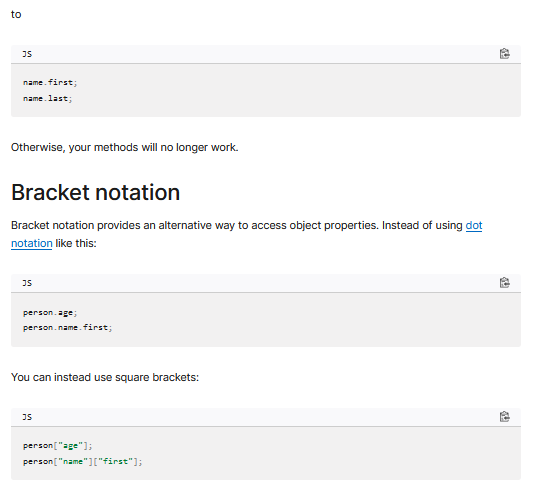 to
JS
name.first;
name.last;
Otherwise, your methods will no longer work.
Bracket notation
Bracket notation provides an alternative way to access object properties. Instead of using dot
notation like this:
JS
person.age;
person.name.first;
You can instead use square brackets:
JS
person["age"];
person["name"]["first"];